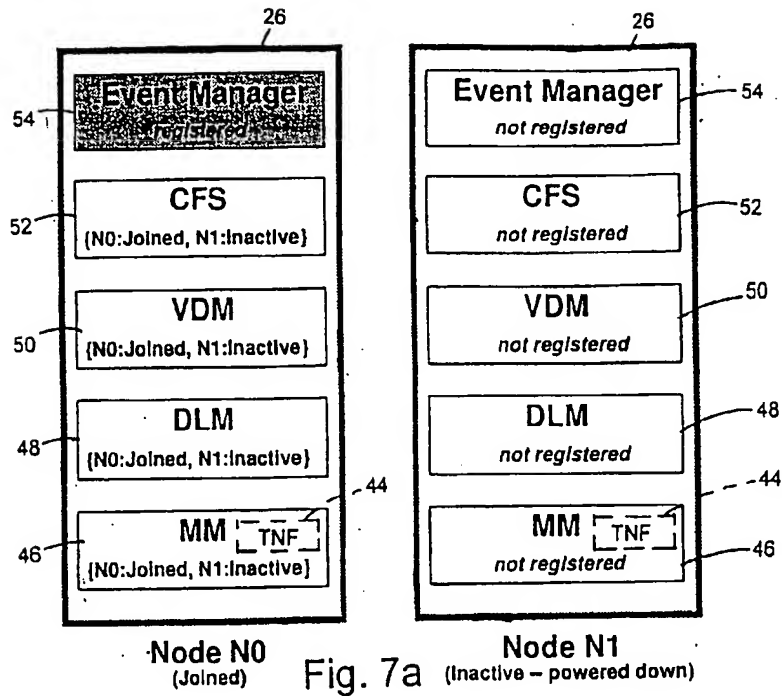 26
Event Manager
registered
54
CFS
{N0:Joined, N1:Inactive}
52
VDM
{N0:Joined, N1:Inactive}
50
DLM
{N0:Joined, N1:Inactive}
48
44
MM
TNF
{N0:Joined, N1:Inactive}
46
Node N0
(Joined)
26
Event Manager
not registered
54
CFS
not registered
52
VDM
not registered
50
DLM
not registered
48
44
MM
TNF
not registered
46
Node N1
(Inactive – powered down)
Fig. 7a